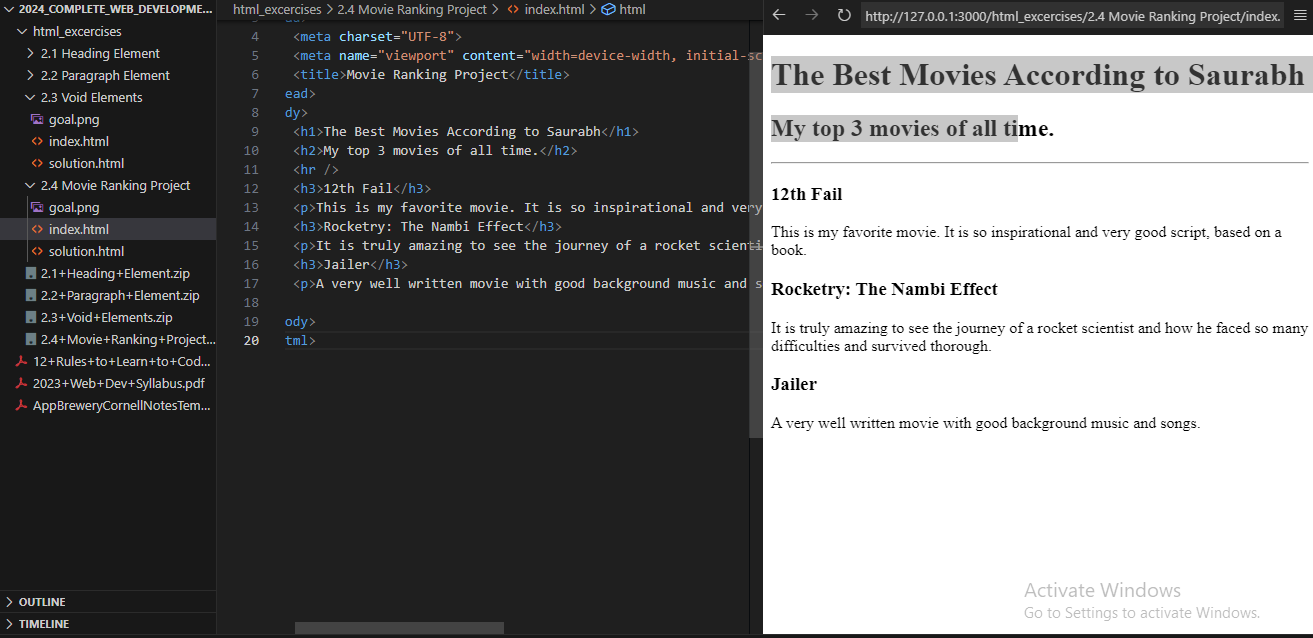 2024_COMPLETE_WEB_DEVELOPME...
html_excercises
2.1 Heading Element
2.2 Paragraph Element
2.3 Void Elements
goal.png
index.html
solution.html
2.4 Movie Ranking Project
goal.png
index.html
solution.html
2.1+Heading+Element.zip
2.2+Paragraph+Element.zip
2.3+Void+Elements.zip
2.4+Movie+Ranking+Project...
12+Rules+to+Learn+to+Cod...
2023+Web+Dev+Syllabus.pdf
AppBreweryCornellNotesTem...
OUTLINE
TIMELINE
html_excercises > 2.4 Movie Ranking Project > index.html > html
4 <meta charset="UTF-8">
5 <meta name="viewport" content="width=device-width, initial-sc
6 <title>Movie Ranking Project</title>
7 ead>
8 dy>
9 <h1>The Best Movies According to Saurabh</h1>
10 <h2>My top 3 movies of all time.</h2>
11 <hr />
12 <h3>12th Fail</h3>
13 <p>This is my favorite movie. It is so inspirational and very
14 <h3>Rocketry: The Nambi Effect</h3>
15 <p>It is truly amazing to see the journey of a rocket scienti
16 <h3>Jailer</h3>
17 <p>A very well written movie with good background music and s
18
19 ody>
20 tml>
http://127.0.0.1:3000/html_excercises/2.4 Movie Ranking Project/index.
The Best Movies According to Saurabh
My top 3 movies of all time.
12th Fail
This is my favorite movie. It is so inspirational and very good script, based on a
book.
Rocketry: The Nambi Effect
It is truly amazing to see the journey of a rocket scientist and how he faced so many
difficulties and survived thorough.
Jailer
A very well written movie with good background music and songs.
Activate Windows
Go to Settings to activate Windows.